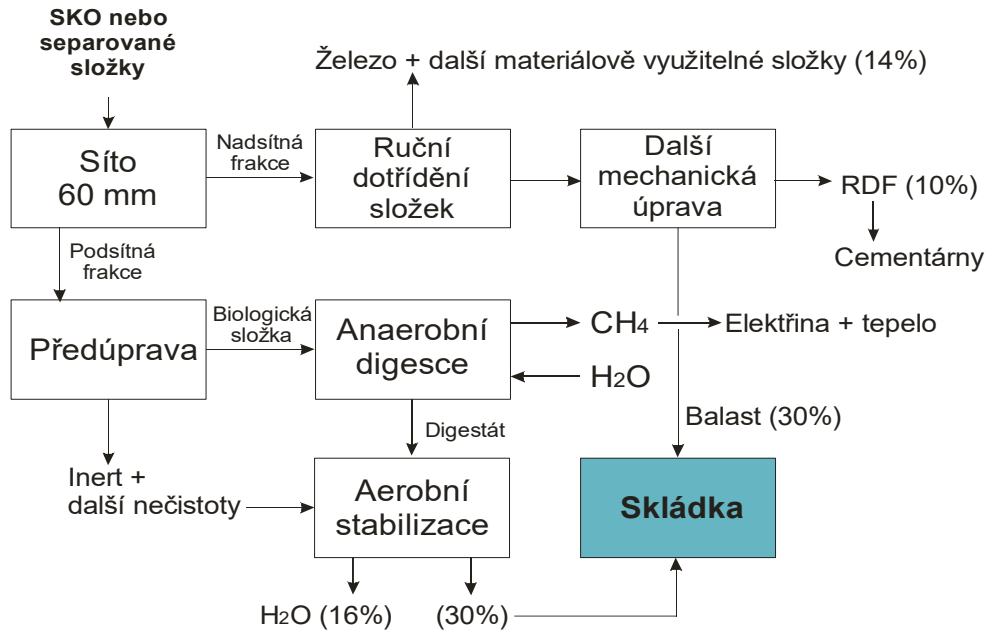 SKO nebo
separované
složky
Železo + další materiálově využitelné složky (14%)
Síto
60 mm
Nadsítná
frakce
Ruční
dotřídění
složek
Další
mechanická
úprava
RDF (10%)
Cementárny
Podsítná
frakce
Předúprava
Biologická
složka
Anaerobní
digesce
CH4
Elektřina + tepelo
H2O
Digestát
Balast (30%)
Inert +
další nečistoty
Aerobní
stabilizace
Skládka
H2O (16%)
(30%)